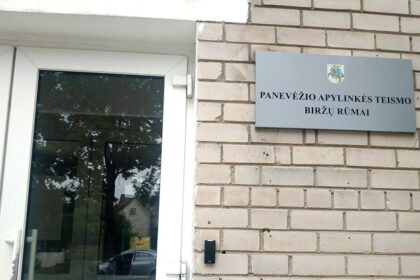 PANEVĖŽIO APYLINKĖS TEISMO
BIRŽŲ RŪMAI